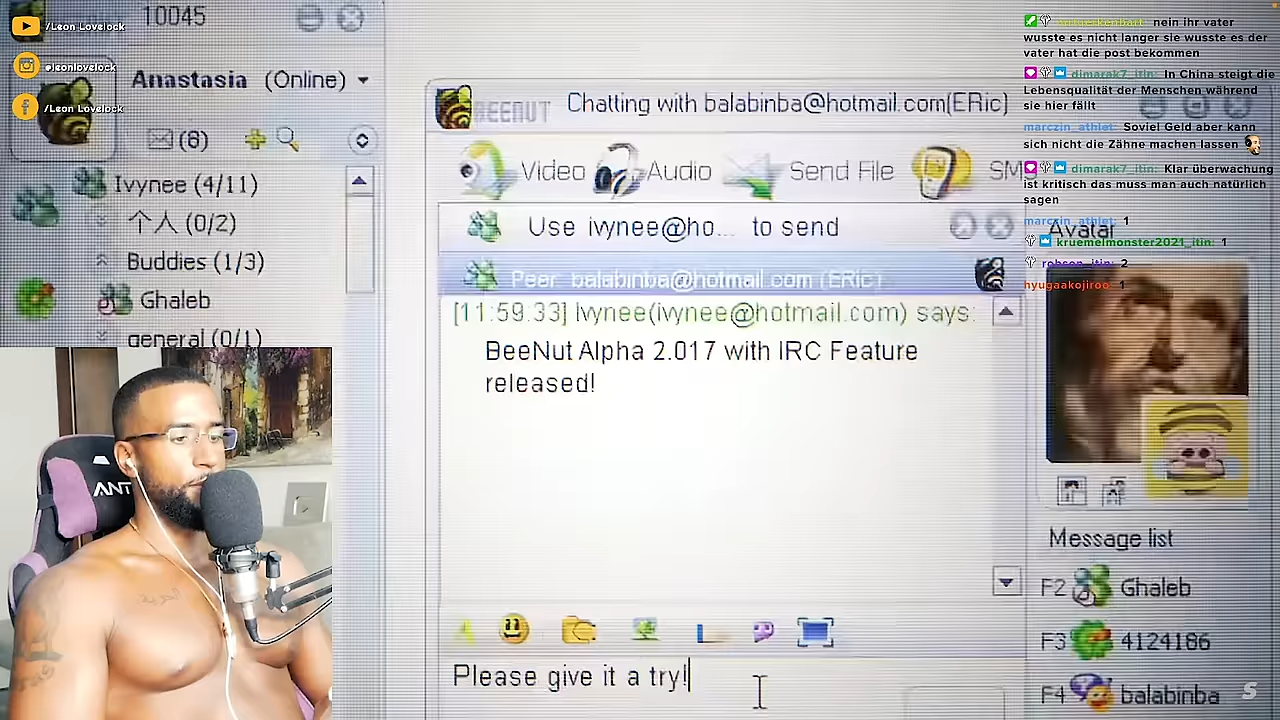 /Leon Lovelock
@leonlovelock
/Leon Lovelock
10045
Anastasia (Online)
(6)
Ivynee (4/11)
个人 (0/2)
Buddies (1/3)
Ghaleb
general (0/1)
ANT
BEENUT Chatting with balabinba@hotmail.com(ERic)
Video Audio Send File SMS
Use ivynee@ho... to send
Peer balabinba@hotmail.com (ERic)
[11:59.33] Ivynee(ivynee@hotmail.com) says:
BeeNut Alpha 2.017 with IRC Feature
released!
Please give it a try!
nein ihr vater
wusste es nicht langer sie wusste es der
vater hat die post bekommen
dimarak7_itin: In China steigt die
Lebensqualität der Menschen während
sie hier fällt
marczin_athlet: Soviel Geld aber kann
sich nicht die Zähne machen lassen
dimarak7_itin: Klar überwachung
ist kritisch das muss man auch natürlich
sagen
marczin_athlet: 1
kruemelmonster2021_itin: 1
robson_itin: 2
hyugaakojiroo: 1
Avatar
Message list
F2 Ghaleb
F3 4124186
F4 balabinba
S